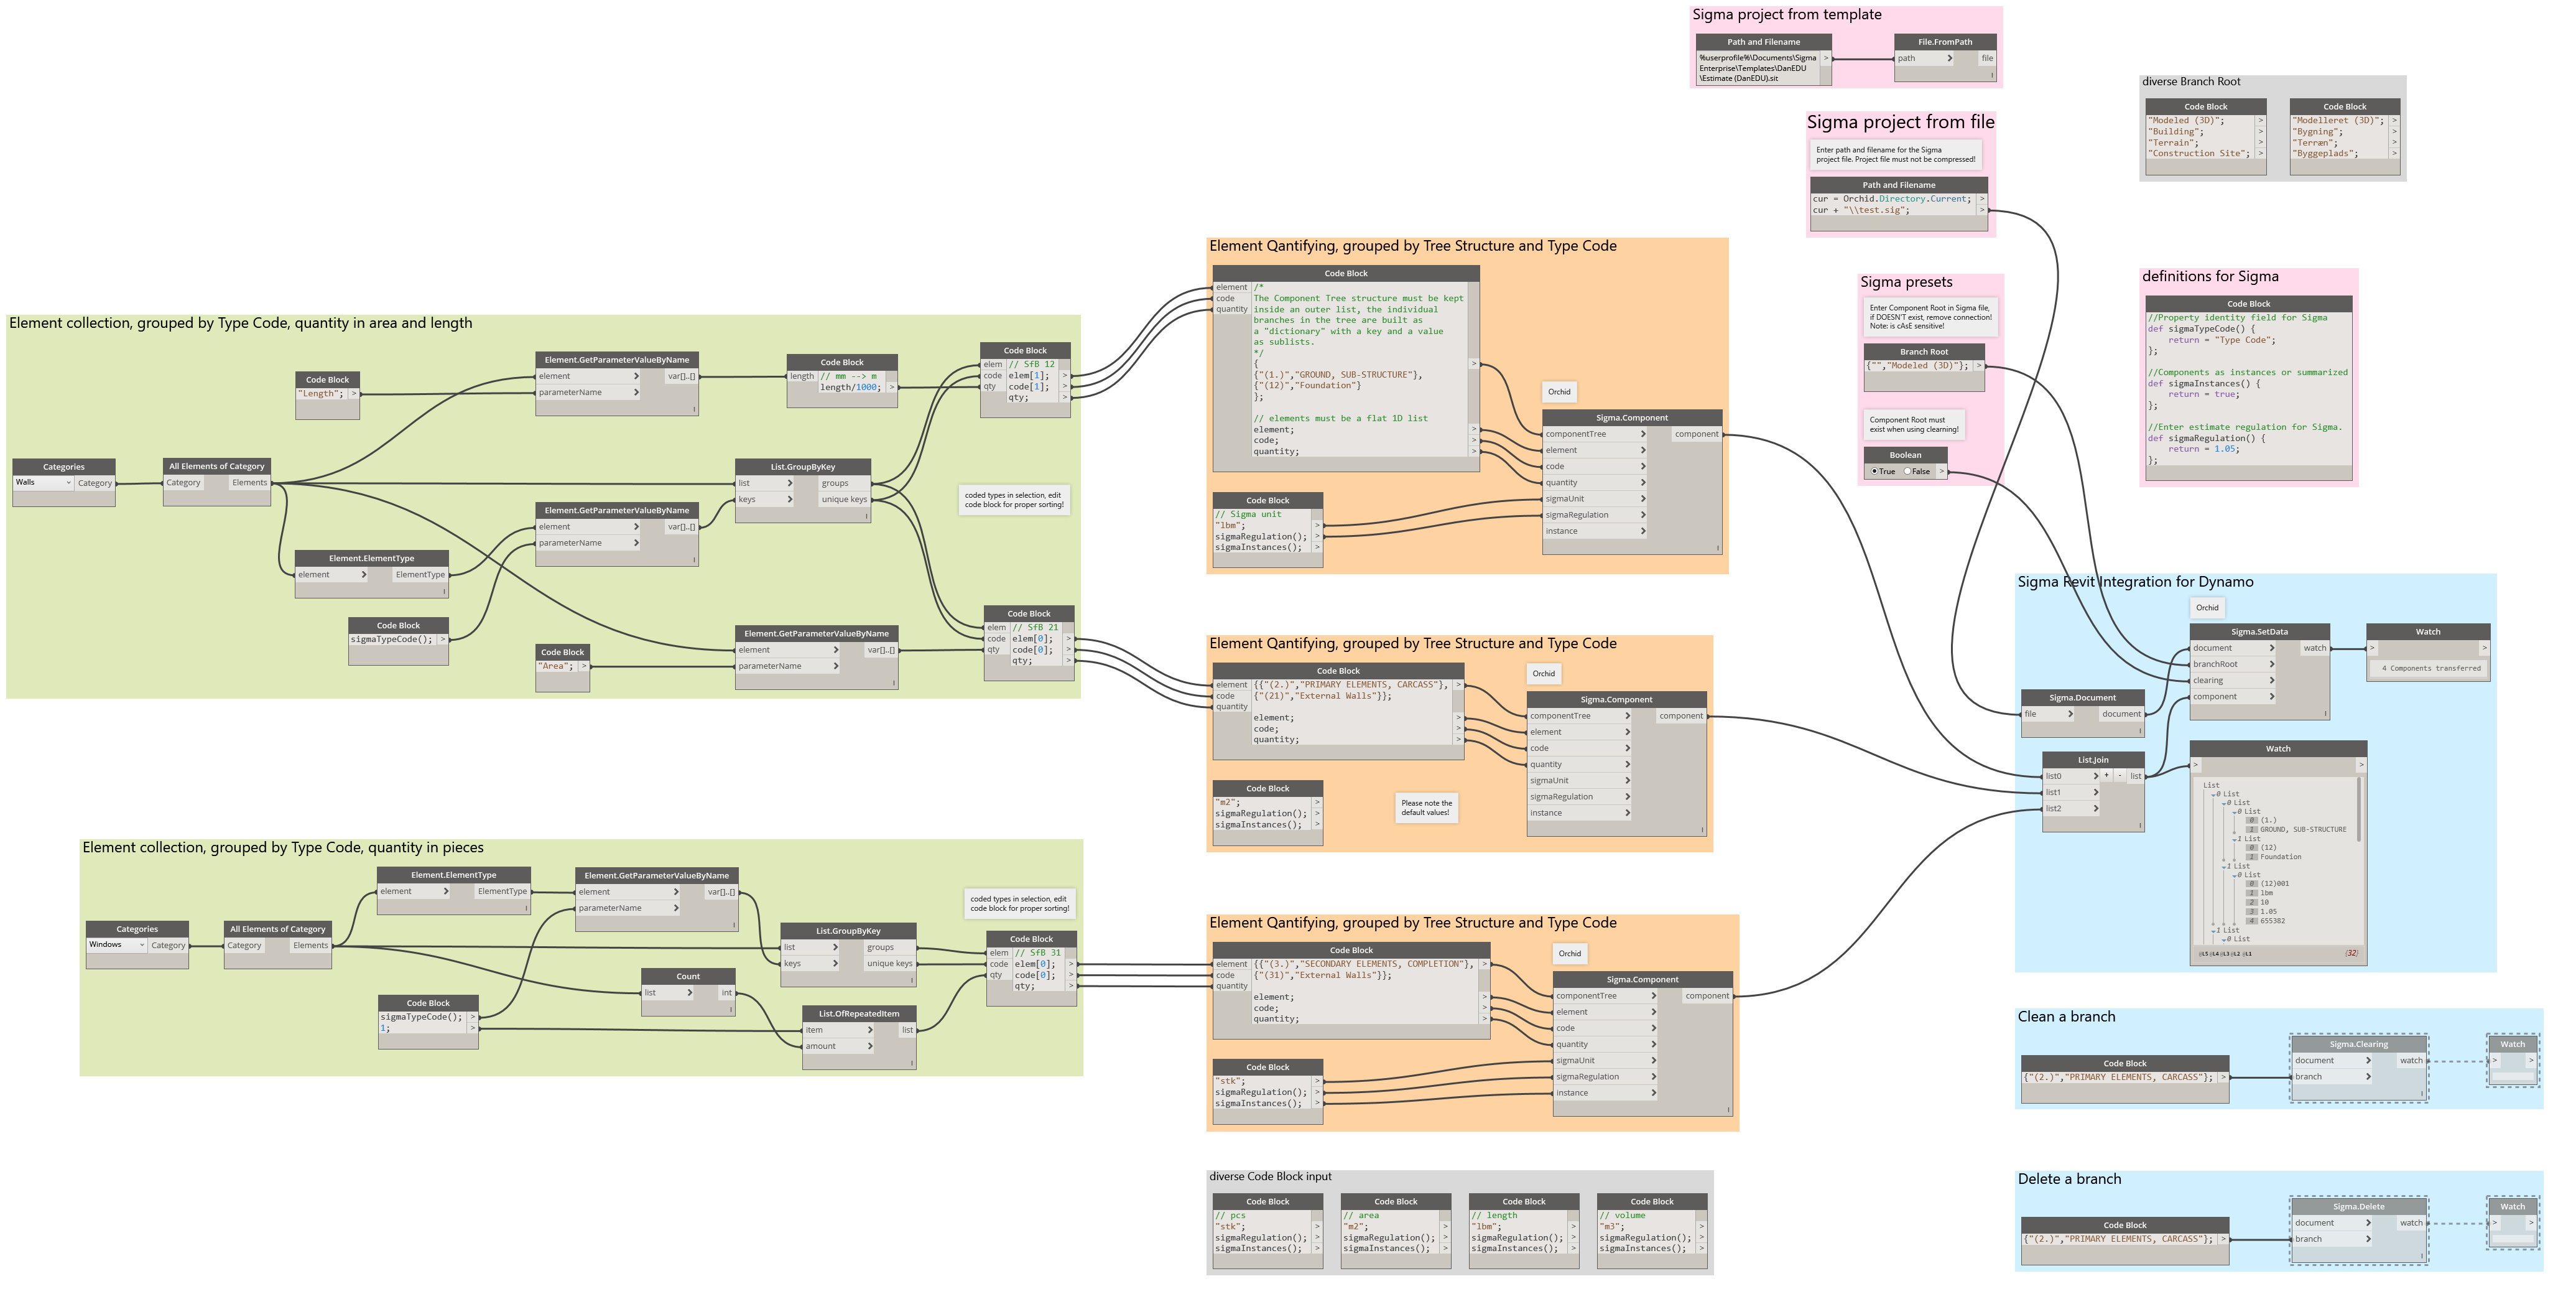 Sigma project from template
Path and Filename
%userprofile%\Documents\Sigma
Enterprise\Templates\DanEDU
\Estimate (DanEDU).sit
>
File.FromPath
path
file
diverse Branch Root
Code Block
"Modeled (3D)"; >
"Building"; >
"Terrain"; >
"Construction Site"; >
Code Block
"Modelleret (3D)"; >
"Bygning"; >
"Terræn"; >
"Byggeplads"; >
Sigma project from file
Enter path and filename for the Sigma
project file. Project file must not be compressed!
Path and Filename
cur = Orchid.Directory.Current; >
cur + "\\test.sig"; >
Sigma presets
Enter Component Root in Sigma file,
if DOESN'T exist, remove connection!
Note: is cAsE sensitive!
Branch Root
{"","Modeled (3D)"}; >
Component Root must
exist when using clearning!
Boolean
True False >
definitions for Sigma
Code Block
//Property identity field for Sigma
def sigmaTypeCode() {
return = "Type Code";
};
//Components as instances or summarized
def sigmaInstances() {
return = true;
};
//Enter estimate regulation for Sigma.
def sigmaRegulation() {
return = 1.05;
};
Element collection, grouped by Type Code, quantity in area and length
Categories
Walls Category
All Elements of Category
Category > Elements
Code Block
"Length"; >
Element.GetParameterValueByName
element > var[]..[]
parameterName >
Code Block
length // mm --> m
length/1000; >
Code Block
elem // SfB 12
code elem[1]; >
qty code[1]; >
qty; >
List.GroupByKey
list > groups
keys > unique keys
coded types in selection, edit
code block for proper sorting!
Element.GetParameterValueByName
element > var[]..[]
parameterName >
Element.ElementType
element > ElementType
Code Block
sigmaTypeCode(); >
Code Block
"Area"; >
Element.GetParameterValueByName
element > var[]..[]
parameterName >
Code Block
elem // SfB 21
code elem[0]; >
qty code[0]; >
qty; >
Element collection, grouped by Type Code, quantity in pieces
Categories
Windows Category
All Elements of Category
Category > Elements
Element.ElementType
element > ElementType
Element.GetParameterValueByName
element > var[]..[]
parameterName >
Code Block
sigmaTypeCode(); >
1; >
Count
list > int
List.GroupByKey
list > groups
keys > unique keys
List.OfRepeatedItem
item > list
amount >
coded types in selection, edit
code block for proper sorting!
Code Block
elem // SfB 31
code elem[0]; >
qty code[0]; >
qty; >
Element Qantifying, grouped by Tree Structure and Type Code
Code Block
element /*
code The Component Tree structure must be kept
quantity inside an outer list, the individual
branches in the tree are built as
a "dictionary" with a key and a value
as sublists.
*/
{ >
{"(1.)","GROUND, SUB-STRUCTURE"},
{"(12)","Foundation"}
};
// elements must be a flat 1D list
element; >
code; >
quantity; >
Code Block
// Sigma unit
"lbm"; >
sigmaRegulation(); >
sigmaInstances(); >
Orchid
Sigma.Component
componentTree > component
element >
code >
quantity >
sigmaUnit >
sigmaRegulation >
instance >
Element Qantifying, grouped by Tree Structure and Type Code
Code Block
element {{"(2.)","PRIMARY ELEMENTS, CARCASS"}, >
code {"(21)","External Walls"}};
quantity
element; >
code; >
quantity; >
Code Block
"m2"; >
sigmaRegulation(); >
sigmaInstances(); >
Please note the
default values!
Orchid
Sigma.Component
componentTree > component
element >
code >
quantity >
sigmaUnit >
sigmaRegulation >
instance >
Element Qantifying, grouped by Tree Structure and Type Code
Code Block
element {{"(3.)","SECONDARY ELEMENTS, COMPLETION"}, >
code {"(31)","External Walls"}};
quantity
element; >
code; >
quantity; >
Code Block
"stk"; >
sigmaRegulation(); >
sigmaInstances(); >
Orchid
Sigma.Component
componentTree > component
element >
code >
quantity >
sigmaUnit >
sigmaRegulation >
instance >
diverse Code Block input
Code Block
// pcs
"stk"; >
sigmaRegulation(); >
sigmaInstances(); >
Code Block
// area
"m2"; >
sigmaRegulation(); >
sigmaInstances(); >
Code Block
// length
"lbm"; >
sigmaRegulation(); >
sigmaInstances(); >
Code Block
// volume
"m3"; >
sigmaRegulation(); >
sigmaInstances(); >
Sigma Revit Integration for Dynamo
Orchid
Sigma.SetData
document > watch
branchRoot >
clearing >
component >
Watch
> >
4 Components transferred
Sigma.Document
file > document
List.Join
list0 > + - list
list1 >
list2 >
Watch
> >
List
0 List
0 List
0 List
0 (1.)
1 GROUND, SUB-STRUCTURE
1 List
0 (12)
1 Foundation
1 List
0 List
0 (12)001
1 lbm
2 10
3 1.05
4 655382
1 List
0 List
@L5 @L4 @L3 @L2 @L1 {32}
Clean a branch
Code Block
{"(2.)","PRIMARY ELEMENTS, CARCASS"}; >
Sigma.Clearing
document > watch
branch >
Watch
> >
Delete a branch
Code Block
{"(2.)","PRIMARY ELEMENTS, CARCASS"}; >
Sigma.Delete
document > watch
branch >
Watch
> >